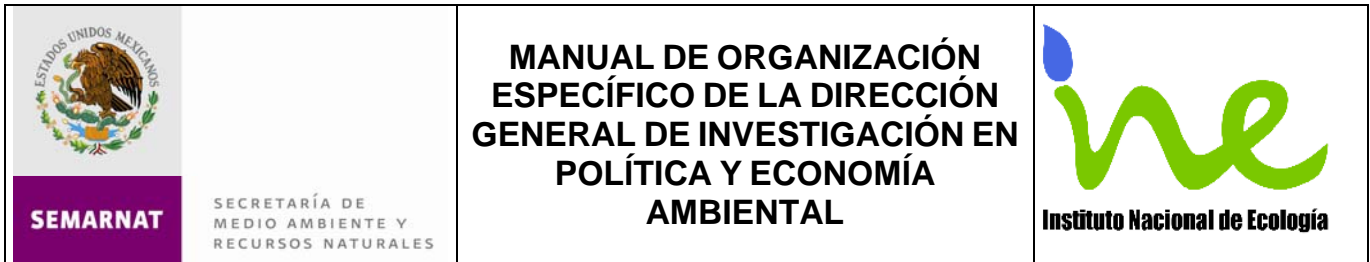 ESTADOS UNIDOS MEXICANOS
SEMARNAT
SECRETARÍA DE
MEDIO AMBIENTE Y
RECURSOS NATURALES
MANUAL DE ORGANIZACIÓN
ESPECÍFICO DE LA DIRECCIÓN
GENERAL DE INVESTIGACIÓN EN
POLÍTICA Y ECONOMÍA
AMBIENTAL
ine
Instituto Nacional de Ecología